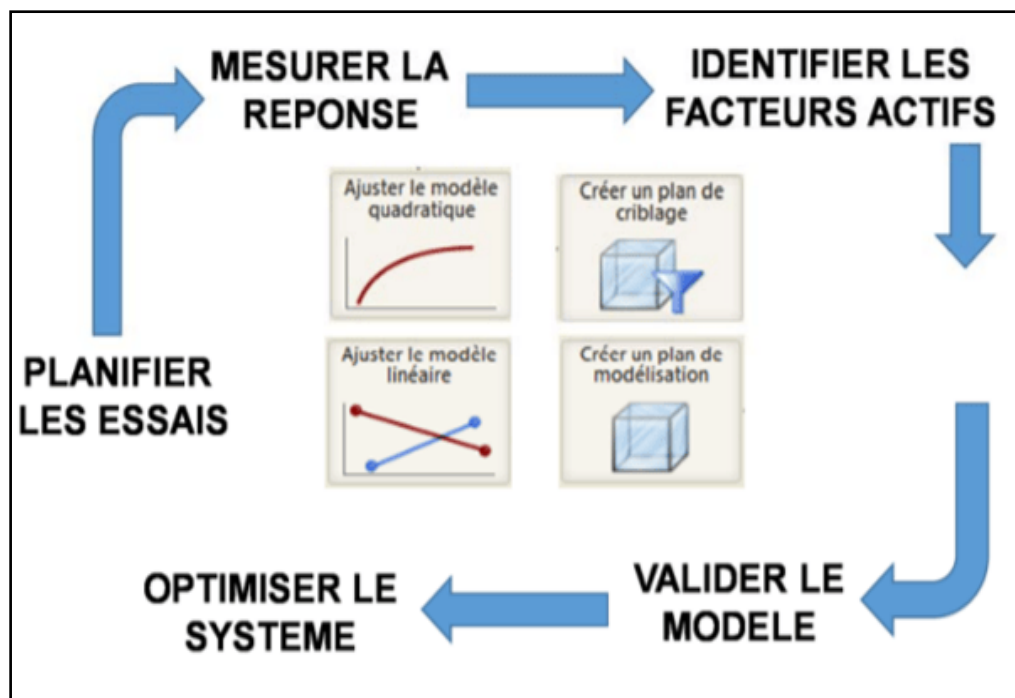 MESURER LA
REPONSE
IDENTIFIER LES
FACTEURS ACTIFS
Ajuster le modèle
quadratique
Créer un plan de
criblage
Ajuster le modèle
linéaire
Créer un plan de
modélisation
PLANIFIER
LES ESSAIS
OPTIMISER LE
SYSTEME
VALIDER LE
MODELE